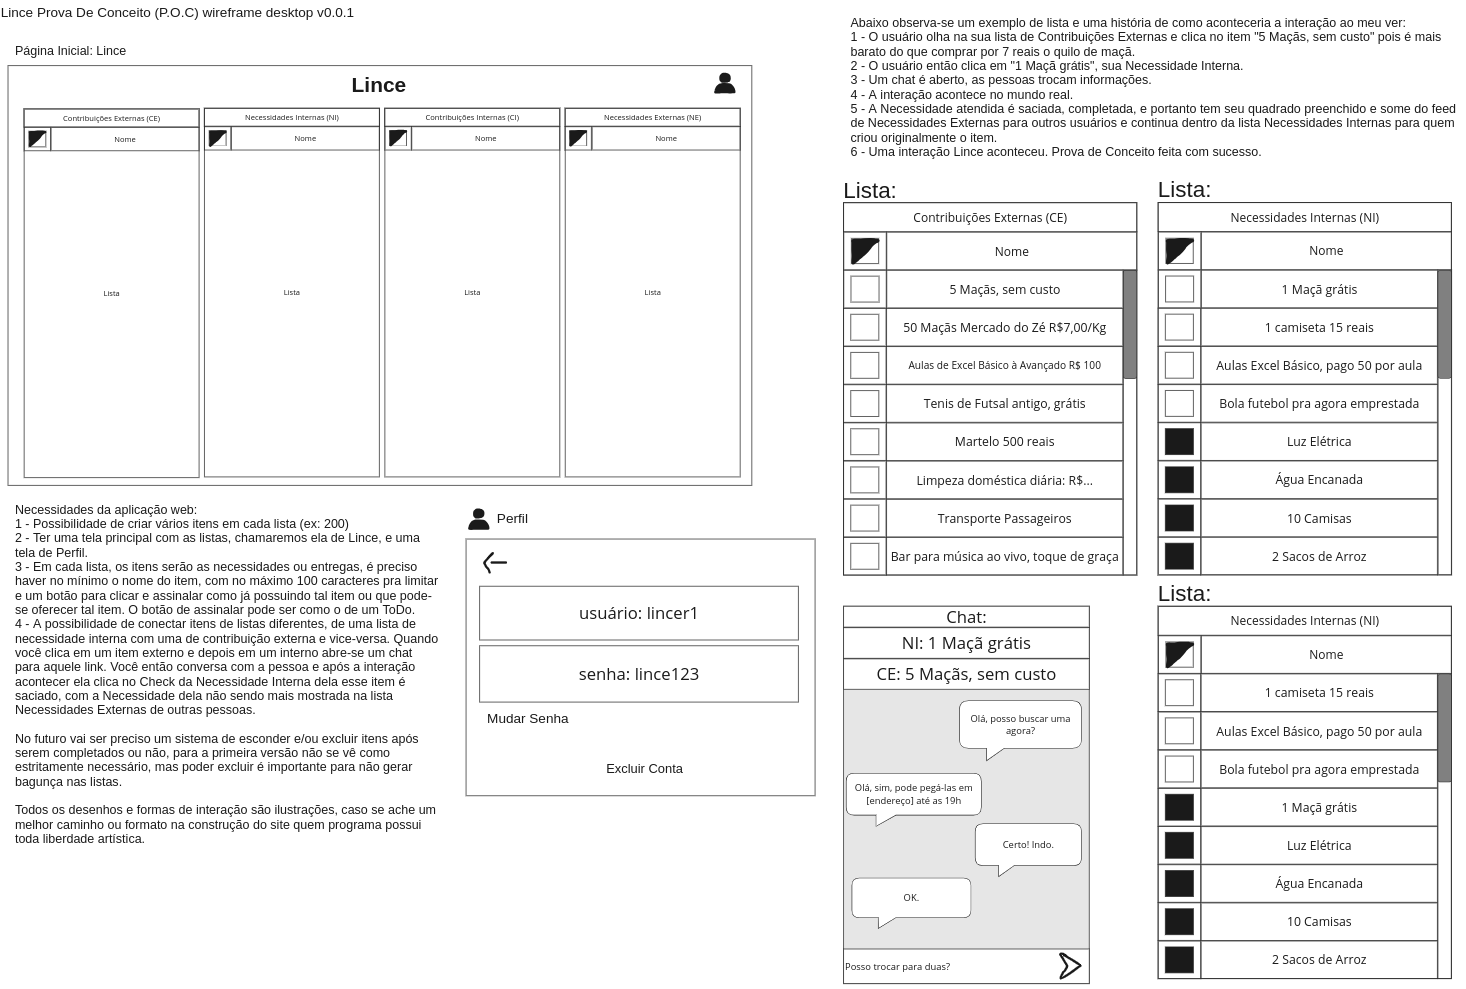 Lince Prova De Conceito (P.O.C) wireframe desktop v0.0.1
Página Inicial: Lince
Lince
Contribuições Externas (CE)
Nome
Lista
Necessidades Internas (NI)
Nome
Lista
Contribuições Internas (CI)
Nome
Lista
Necessidades Externas (NE)
Nome
Lista
Necessidades da aplicação web:
1 - Possibilidade de criar vários itens em cada lista (ex: 200)
2 - Ter uma tela principal com as listas, chamaremos ela de Lince, e uma
tela de Perfil.
3 - Em cada lista, os itens serão as necessidades ou entregas, é preciso
haver no mínimo o nome do item, com no máximo 100 caracteres pra limitar
e um botão para clicar e assinalar como já possuindo tal item ou que pode-
se oferecer tal item. O botão de assinalar pode ser como o de um ToDo.
4 - A possibilidade de conectar itens de listas diferentes, de uma lista de
necessidade interna com uma de contribuição externa e vice-versa. Quando
você clica em um item externo e depois em um interno abre-se um chat
para aquele link. Você então conversa com a pessoa e após a interação
acontecer ela clica no Check da Necessidade Interna dela esse item é
saciado, com a Necessidade dela não sendo mais mostrada na lista
Necessidades Externas de outras pessoas.
No futuro vai ser preciso um sistema de esconder e/ou excluir itens após
serem completados ou não, para a primeira versão não se vê como
estritamente necessário, mas poder excluir é importante para não gerar
bagunça nas listas.
Todos os desenhos e formas de interação são ilustrações, caso se ache um
melhor caminho ou formato na construção do site quem programa possui
toda liberdade artística.
Perfil
usuário: lincer1
senha: lince123
Mudar Senha
Excluir Conta
Abaixo observa-se um exemplo de lista e uma história de como aconteceria a interação ao meu ver:
1 - O usuário olha na sua lista de Contribuições Externas e clica no item "5 Maçãs, sem custo" pois é mais
barato do que comprar por 7 reais o quilo de maçã.
2 - O usuário então clica em "1 Maçã grátis", sua Necessidade Interna.
3 - Um chat é aberto, as pessoas trocam informações.
4 - A interação acontece no mundo real.
5 - A Necessidade atendida é saciada, completada, e portanto tem seu quadrado preenchido e some do feed
de Necessidades Externas para outros usuários e continua dentro da lista Necessidades Internas para quem
criou originalmente o item.
6 - Uma interação Lince aconteceu. Prova de Conceito feita com sucesso.
Lista:
Contribuições Externas (CE)
Nome
5 Maçãs, sem custo
50 Maçãs Mercado do Zé R$7,00/Kg
Aulas de Excel Básico à Avançado R$ 100
Tenis de Futsal antigo, grátis
Martelo 500 reais
Limpeza doméstica diária: R$...
Transporte Passageiros
Bar para música ao vivo, toque de graça
Lista:
Necessidades Internas (NI)
Nome
1 Maçã grátis
1 camiseta 15 reais
Aulas Excel Básico, pago 50 por aula
Bola futebol pra agora emprestada
Luz Elétrica
Água Encanada
10 Camisas
2 Sacos de Arroz
Chat:
NI: 1 Maçã grátis
CE: 5 Maçãs, sem custo
Olá, posso buscar uma
agora?
Olá, sim, pode pegá-las em
[endereço] até as 19h
Certo! Indo.
OK.
Posso trocar para duas?
Lista:
Necessidades Internas (NI)
Nome
1 camiseta 15 reais
Aulas Excel Básico, pago 50 por aula
Bola futebol pra agora emprestada
1 Maçã grátis
Luz Elétrica
Água Encanada
10 Camisas
2 Sacos de Arroz